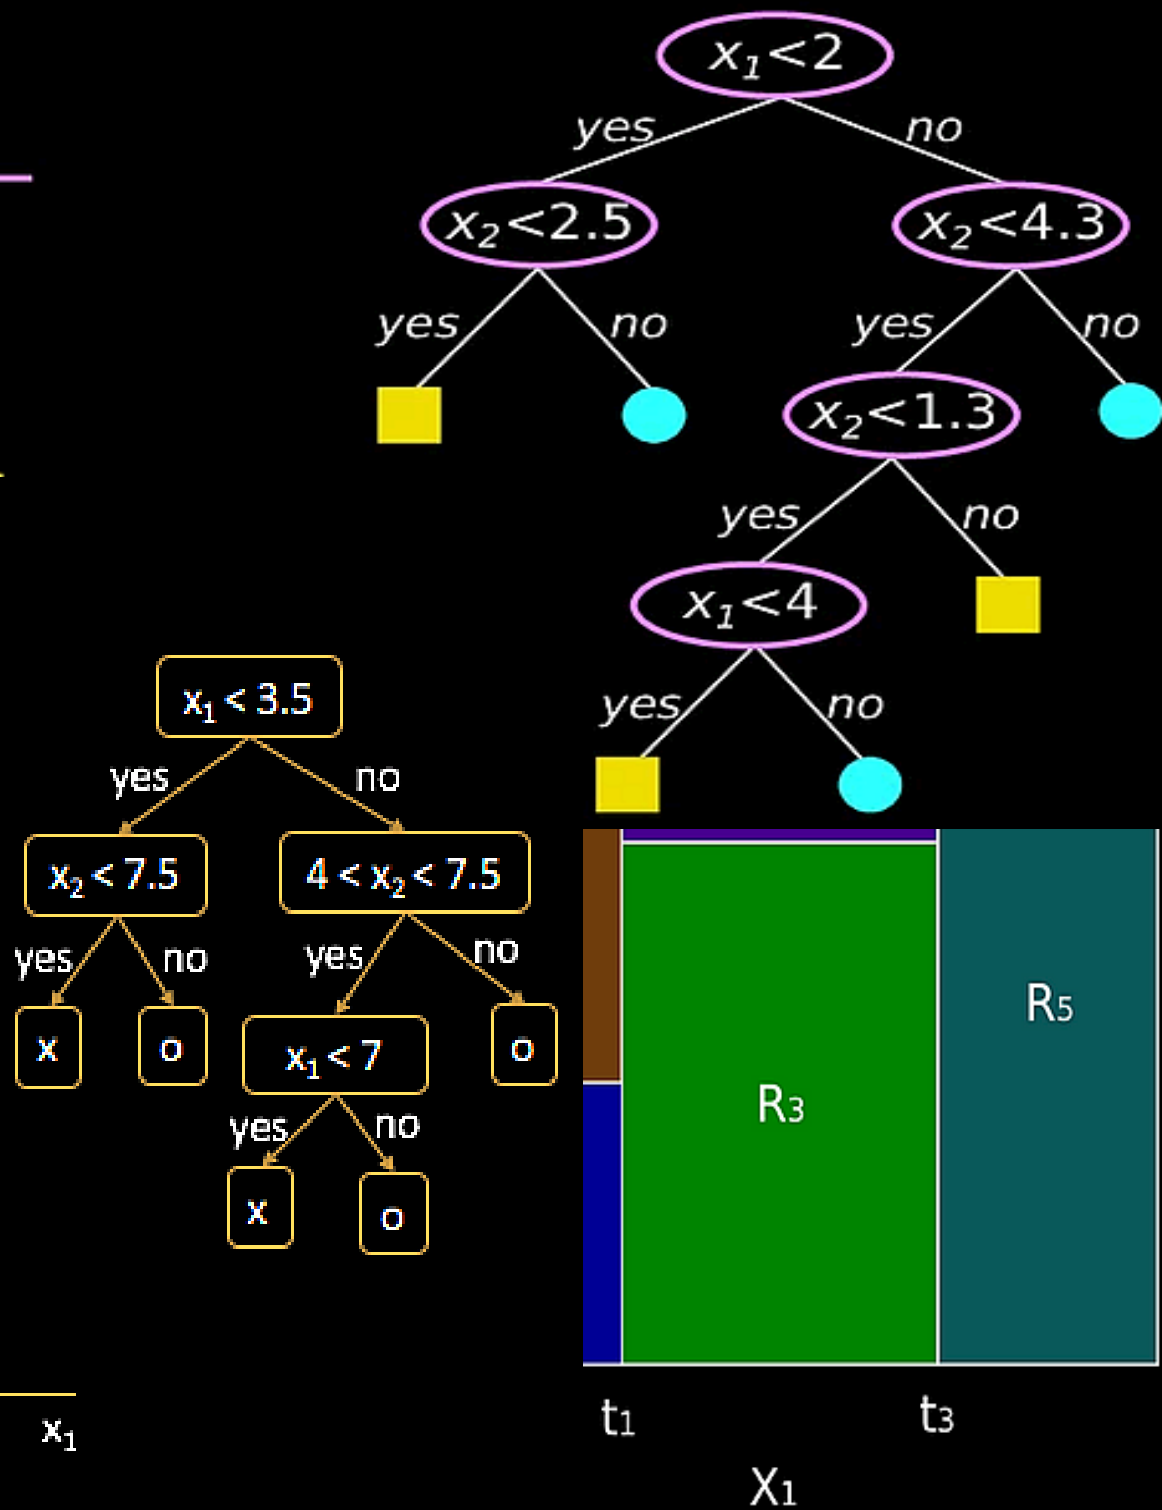 x₁<2
yes no
x₂<2.5 x₂<4.3
yes no yes no
x₂<1.3
yes no
x₁<4
yes no
x₁ < 3.5
yes no
x₂ < 7.5 4 < x₂ < 7.5
yes no yes no
x o x₁ < 7 o
yes no
x o
x₁
R₃ R₅
t₁ t₃
X₁